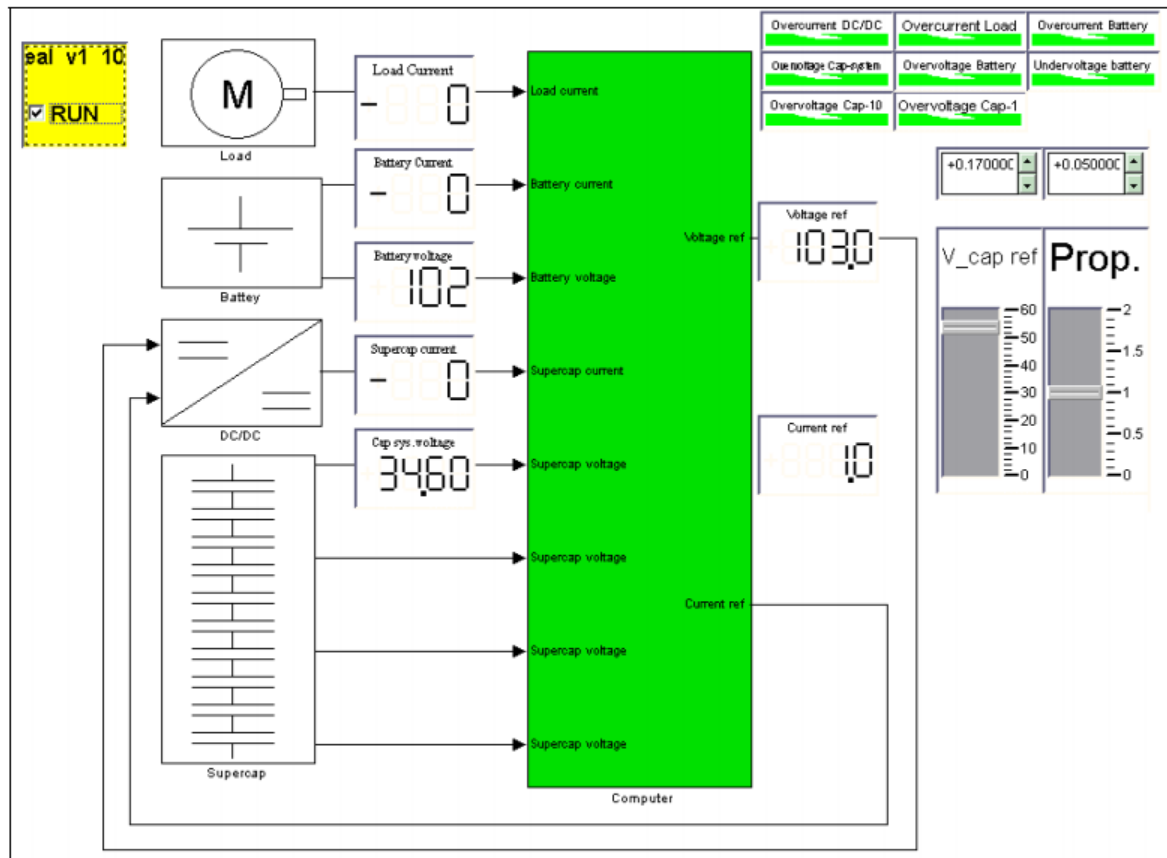 eal v1 10
RUN
M
Load
Load Current
- 0
Load current
Battery Current
- 0
Battery current
Battery voltage
102
Battery voltage
Battey
Supercap current
- 0
Supercap current
DC/DC
Cap sys.voltage
34.60
Supercap voltage
Supercap voltage
Supercap voltage
Supercap voltage
Supercap
Computer
Voltage ref
Voltage ref
103.0
Current ref
1.0
Current ref
Overcurrent DC/DC
Overcurrent Load
Overcurrent Battery
Cap-system
Overvoltage Battery
Undervoltage battery
Overvoltage Cap-10
Overvoltage Cap-1
+0.17000(
+0.05000(
V_cap ref
60
50
40
30
20
10
0
Prop.
2
1.5
1
0.5
0